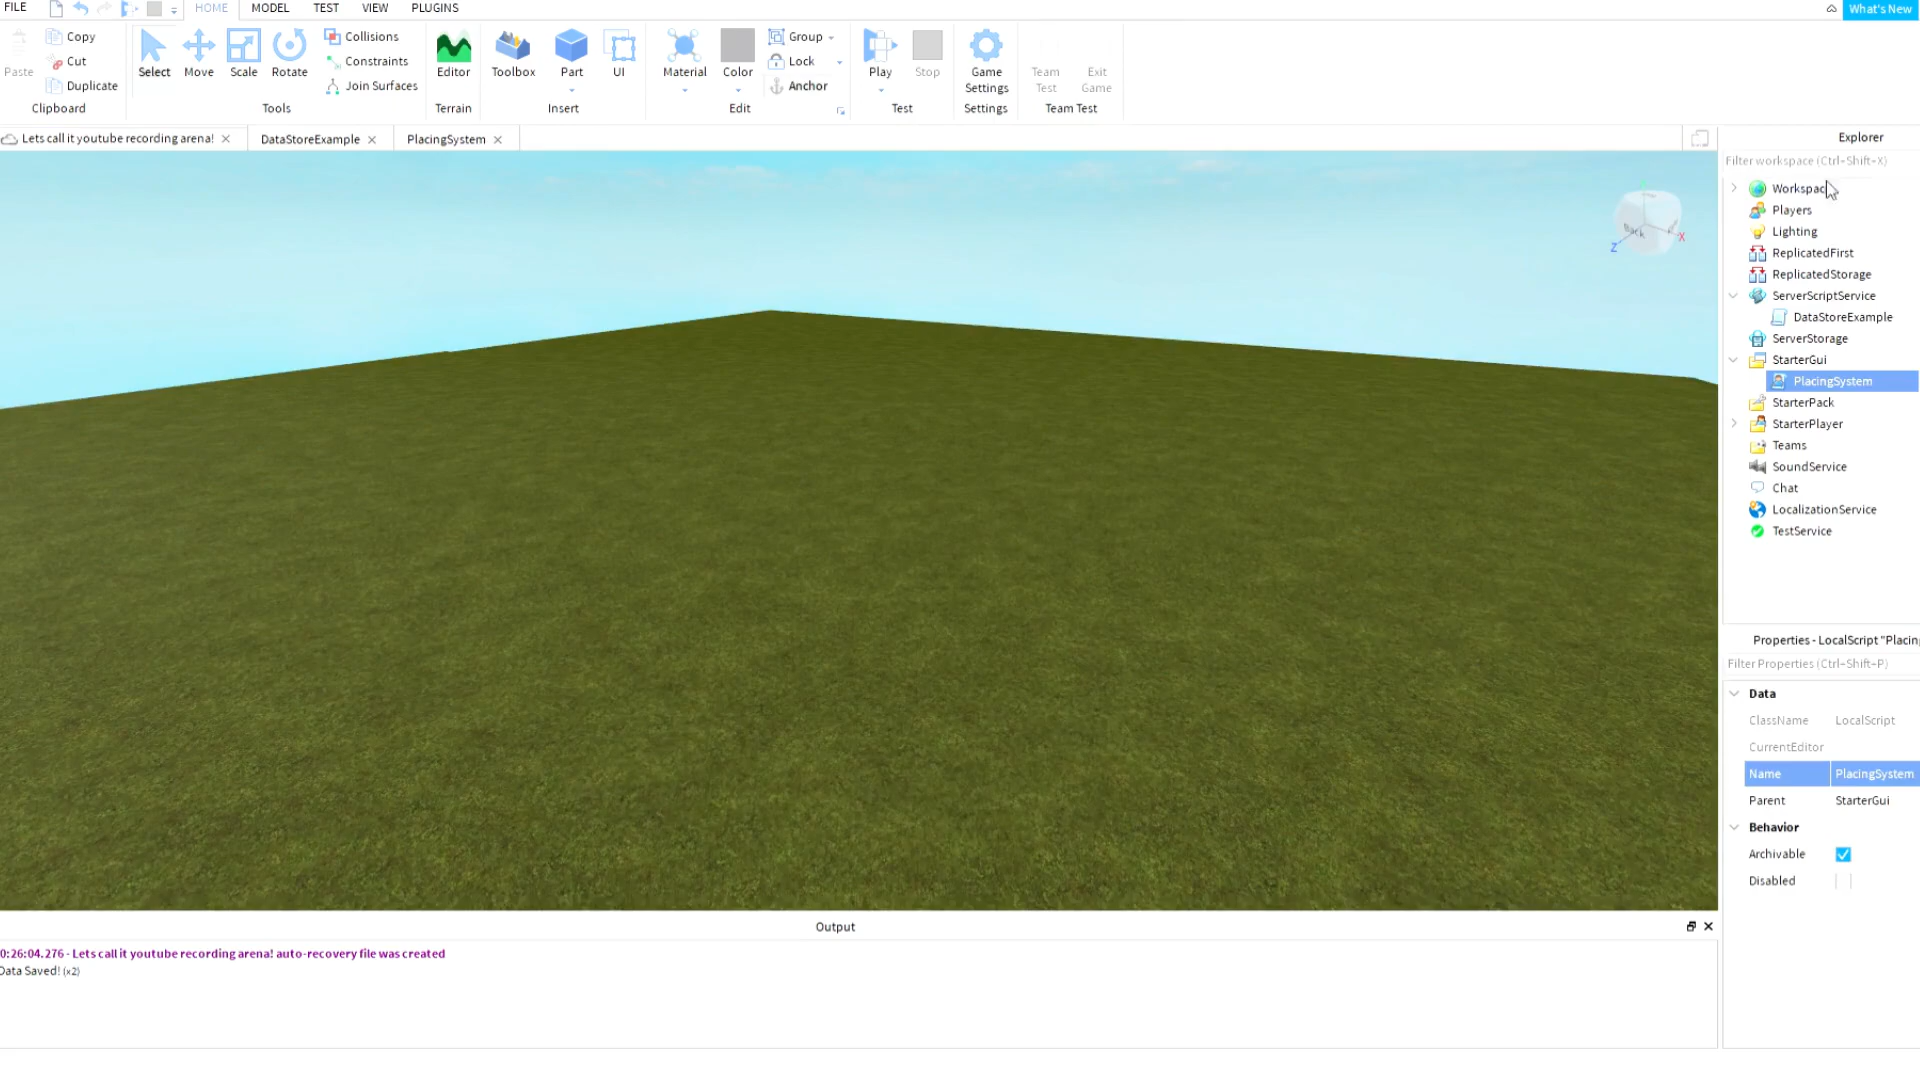 FILE HOME MODEL TEST VIEW PLUGINS What's New
Paste Copy Cut Duplicate
Clipboard
Select Move Scale Rotate Collisions Constraints Join Surfaces
Tools
Editor
Terrain
Toolbox Part UI
Insert
Material Color Group Lock Anchor
Edit
Play Stop
Test
Game Settings
Settings
Team Test Exit Game
Team Test
Lets call it youtube recording arena! DataStoreExample PlacingSystem
Back
Z X
Explorer
Filter workspace (Ctrl-Shift-X)
Workspac
Players
Lighting
ReplicatedFirst
ReplicatedStorage
ServerScriptService
DataStoreExample
ServerStorage
StarterGui
PlacingSystem
StarterPack
StarterPlayer
Teams
SoundService
Chat
LocalizationService
TestService
Properties - LocalScript "Placin
Filter Properties (Ctrl-Shift-P)
Data
ClassName LocalScript
CurrentEditor
Name PlacingSystem
Parent StarterGui
Behavior
Archivable
Disabled
Output
0:26:04.276 - Lets call it youtube recording arena! auto-recovery file was created
Data Saved! (x2)